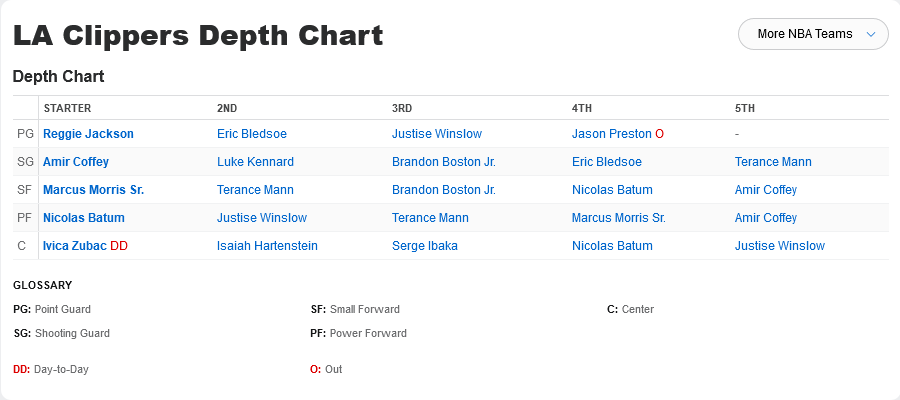 LA Clippers Depth Chart
More NBA Teams
Depth Chart
STARTER 2ND 3RD 4TH 5TH
PG Reggie Jackson Eric Bledsoe Justise Winslow Jason Preston O -
SG Amir Coffey Luke Kennard Brandon Boston Jr. Eric Bledsoe Terance Mann
SF Marcus Morris Sr. Terance Mann Brandon Boston Jr. Nicolas Batum Amir Coffey
PF Nicolas Batum Justise Winslow Terance Mann Marcus Morris Sr. Amir Coffey
C Ivica Zubac DD Isaiah Hartenstein Serge Ibaka Nicolas Batum Justise Winslow
GLOSSARY
PG: Point Guard SF: Small Forward C: Center
SG: Shooting Guard PF: Power Forward
DD: Day-to-Day O: Out